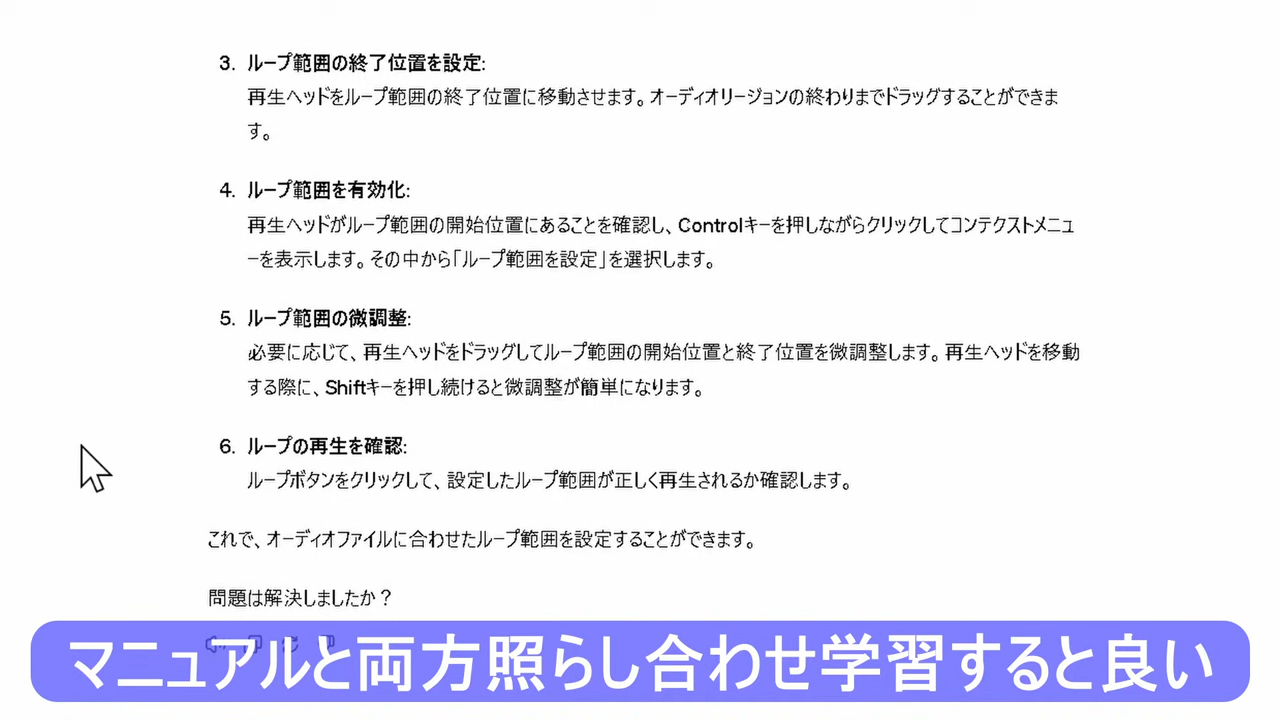 3. ループ範囲の終了位置を設定:
再生ヘッドをループ範囲の終了位置に移動させます。オーディオリージョンの終わりまでドラッグすることができま
す。
4. ループ範囲を有効化:
再生ヘッドがループ範囲の開始位置にあることを確認し、Controlキーを押しながらクリックしてコンテクストメニュ
ーを表示します。その中から「ループ範囲を設定」を選択します。
5. ループ範囲の微調整:
必要に応じて、再生ヘッドをドラッグしてループ範囲の開始位置と終了位置を微調整します。再生ヘッドを移動
する際に、Shiftキーを押し続けると微調整が簡単になります。
6. ループの再生を確認:
ループボタンをクリックして、設定したループ範囲が正しく再生されるか確認します。
これで、オーディオファイルに合わせたループ範囲を設定することができます。
問題は解決しましたか？
マニュアルと両方照らし合わせ学習すると良い